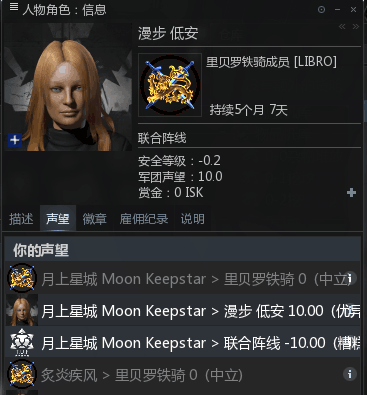 人物角色：信息
漫步 低安
里贝罗铁骑成员 [LIBRO]
持续5个月 7天
联合阵线
安全等级：-0.2
军团声望：10.0
赏金：0 ISK
描述 声望 徽章 雇佣纪录 说明
你的声望
月上星城 Moon Keepstar > 里贝罗铁骑 0 (中立)
月上星城 Moon Keepstar > 漫步 低安 10.00 (优异
月上星城 Moon Keepstar > 联合阵线 -10.00 (糟糕
炙炎疾风 > 里贝罗铁骑 0 (中立)